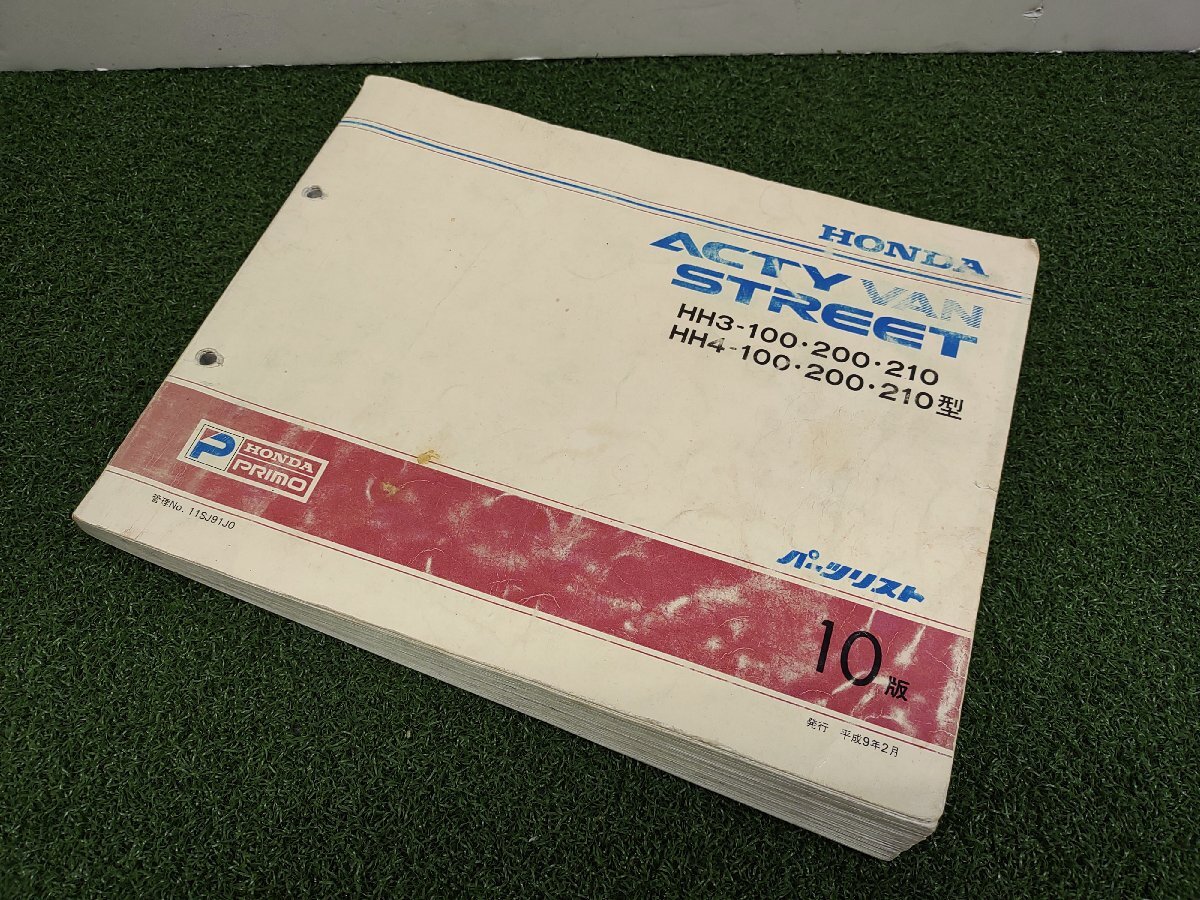 HONDA
ACTY VAN
STREET
HH3-100・200・210
HH4-100・200・210型
P HONDA
PRIMO
管理No. 11SJ91J0
パーツリスト
10版
発行 平成9年2月